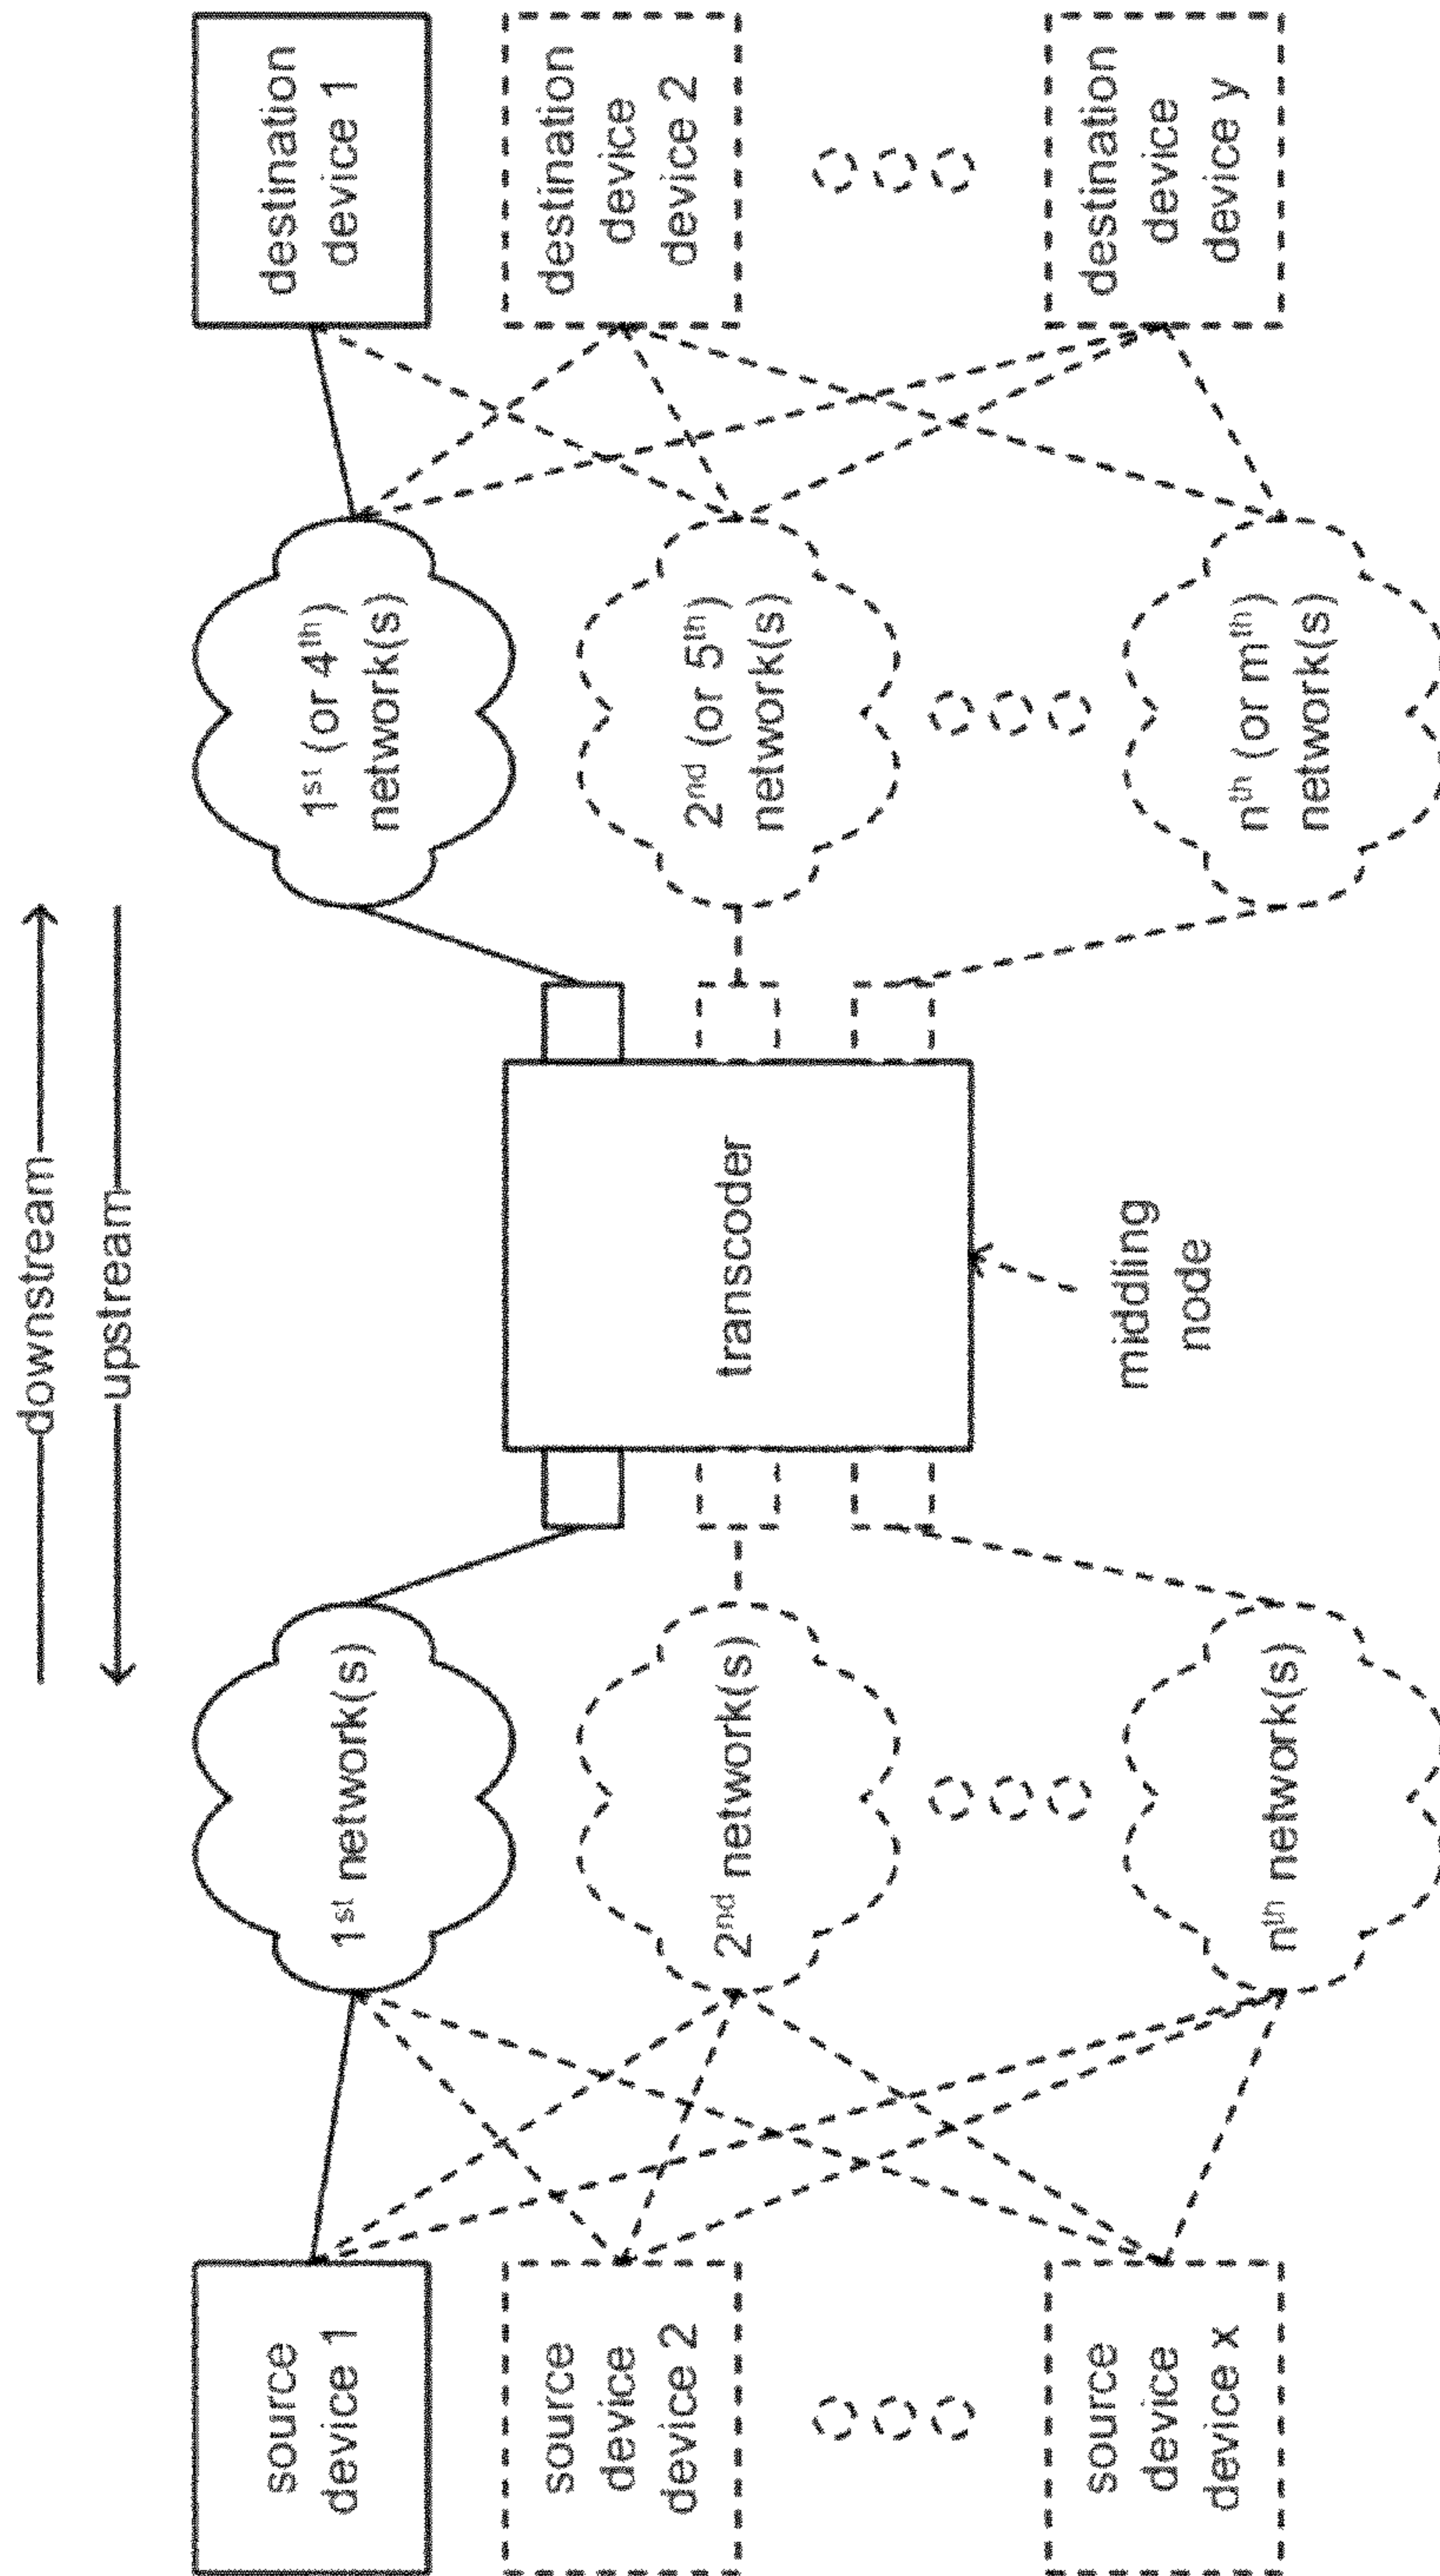 downstream
upstream
source
device 1
source
device
device 2
source
device
device x
1st network(s)
2nd network(s)
nth network(s)
transcoder
middling
node
1st (or 4th)
network(s)
2nd (or 5th)
network(s)
nth (or mth)
network(s)
destination
device 1
destination
device
device 2
destination
device
device y